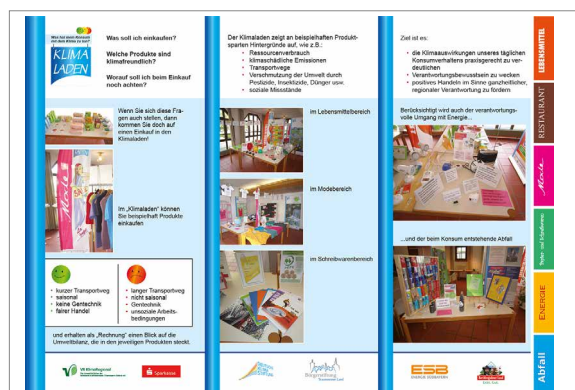 Was hat dein Konsum
mit dem Klima zu tun?
KLIMA
LADEN
Was soll ich einkaufen?
Welche Produkte sind
klimafreundlich?
Worauf soll ich beim Einkauf
noch achten?
Wenn Sie sich diese Fra-
gen auch stellen, dann
kommen Sie doch auf
einen Einkauf in den
Klimaladen!
Mode
Im „Klimaladen“ können
Sie beispielhaft Produkte
einkaufen
• kurzer Transportweg
• saisonal
• keine Gentechnik
• fairer Handel
• langer Transportweg
• nicht saisonal
• Gentechnik
• unsoziale Arbeits-
bedingungen
und erhalten als „Rechnung“ einen Blick auf die
Umweltbilanz, die in den jeweiligen Produkten steckt.
VR
Sparkasse
Der Klimaladen zeigt an beispielhaften Produkt-
sparten Hintergründe auf, wie z.B.:
• Ressourcenverbrauch
• klimaschädliche Emissionen
• Transportwege
• Verschmutzung der Umwelt durch
Pestizide, Insektizide, Dünger usw.
• soziale Missstände
im Lebensmittelbereich
im Modebereich
im Schreibwarenbereich
Bürgerstiftung
Ziel ist es:
• die Klimaauswirkungen unseres täglichen
Konsumverhaltens praxisgerecht zu ver-
deutlichen
• Verantwortungsbewusstsein zu wecken
• positives Handeln im Sinne ganzheitlicher,
regionaler Verantwortung zu fördern
Berücksichtigt wird auch der verantwortungs-
volle Umgang mit Energie...
...und der beim Konsum entstehende Abfall
ESB
LEBENSMITTEL
RESTAURANT
Mode
ENERGIE
Abfall